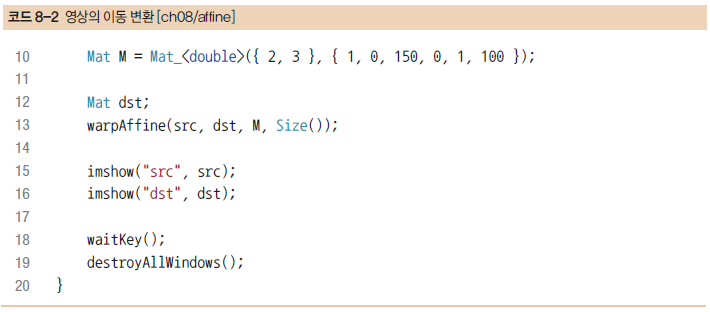 코드 8-2 영상의 이동 변환 [ch08/affine]
10 Mat M = Mat_<double>({ 2, 3 }, { 1, 0, 150, 0, 1, 100 });
11
12 Mat dst;
13 warpAffine(src, dst, M, Size());
14
15 imshow("src", src);
16 imshow("dst", dst);
17
18 waitKey();
19 destroyAllWindows();
20 }